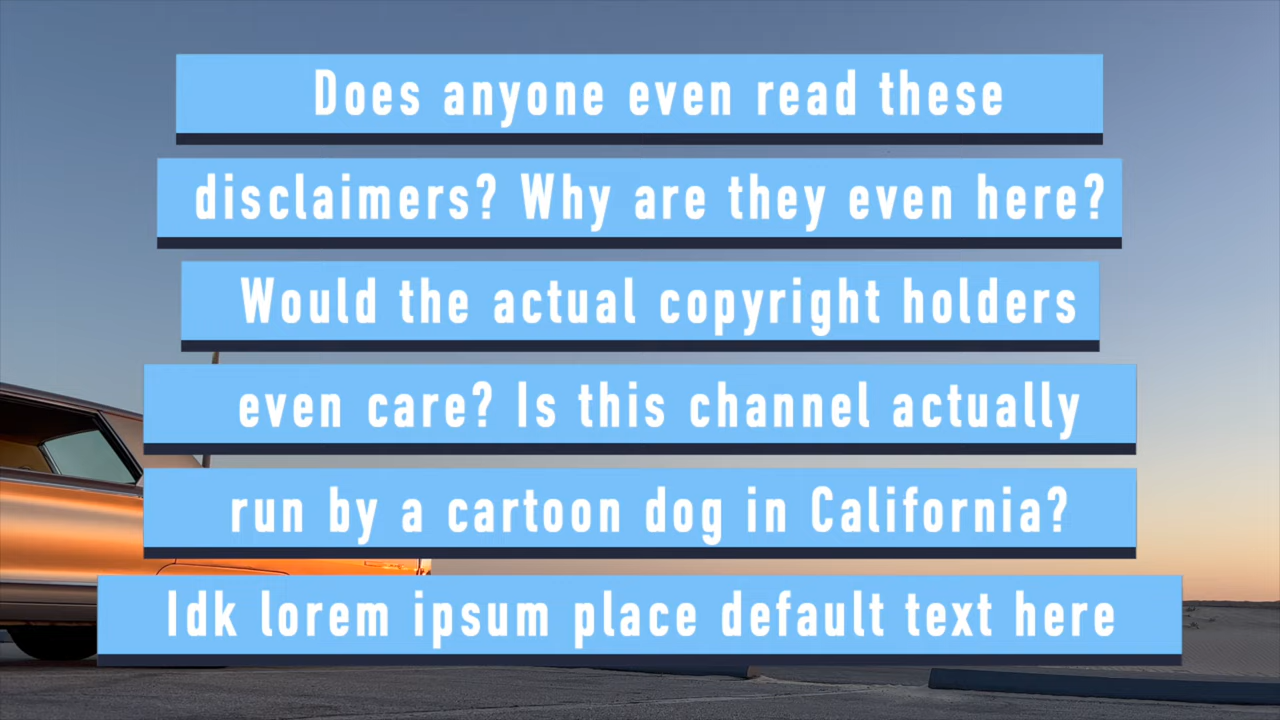 Does anyone even read these
disclaimers? Why are they even here?
Would the actual copyright holders
even care? Is this channel actually
run by a cartoon dog in California?
Idk lorem ipsum place default text here